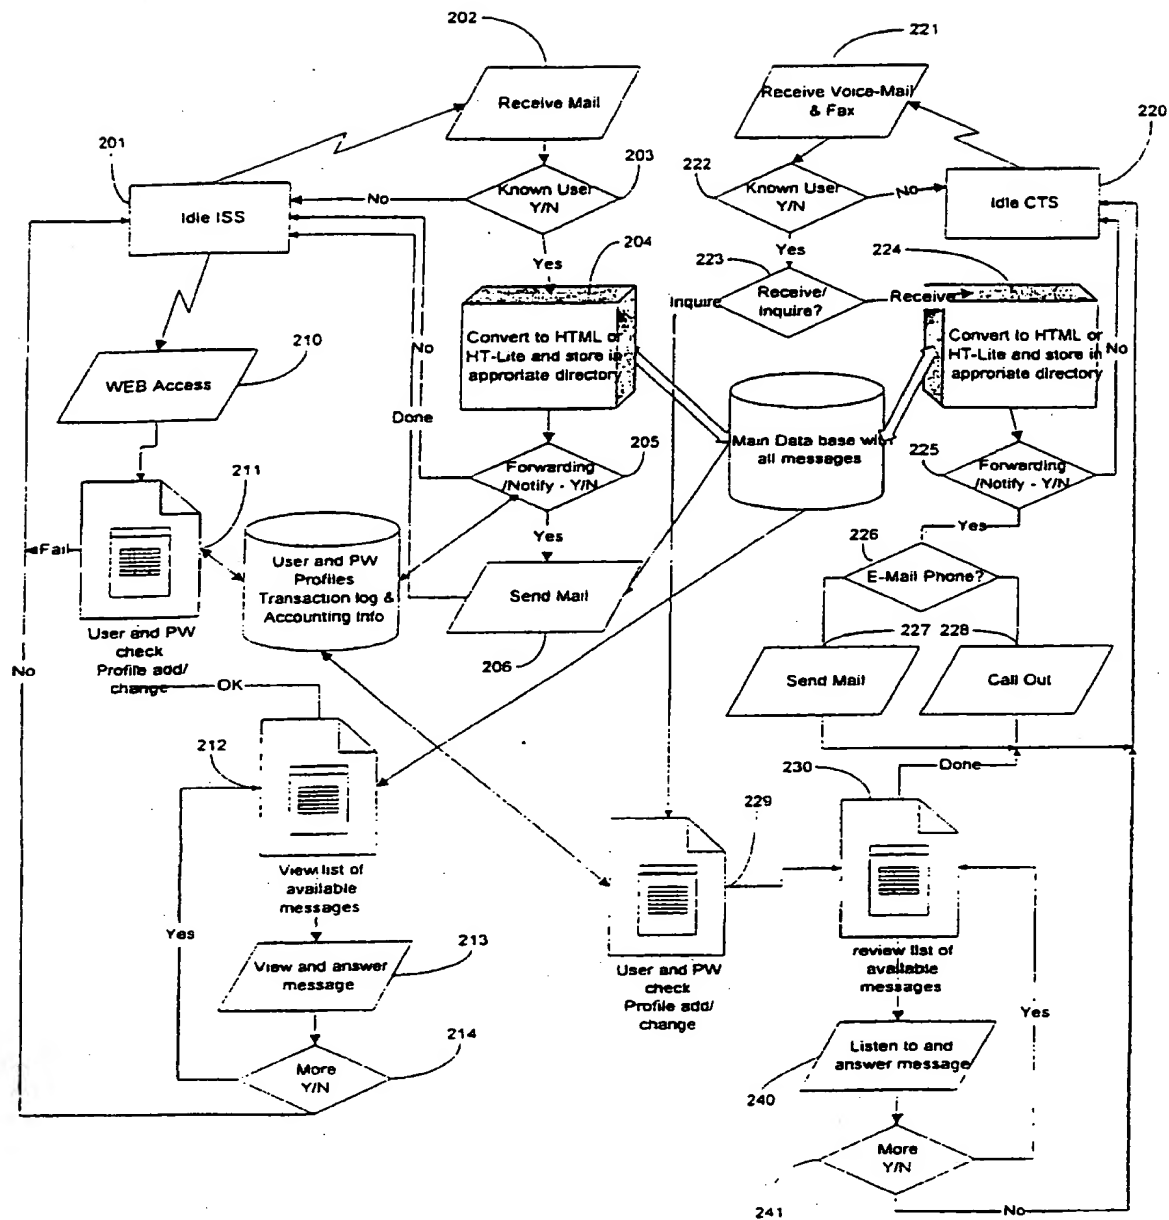 202
221
Receive Mail
Receive Voice-Mail
& Fax
220
201
203
222
Known User
Y/N
No
Idle ISS
Known User
Y/N
No
Idle CTS
Yes
204
Yes
223
224
Inquire
Receive/
Inquire?
Receive
Convert to HTML or
HT-Lite and store in
approriate directory
Convert to HTML or
HT-Lite and store in
approriate directory
No
No
210
WEB Access
Done
Main Data base with
all messages
205
Forwarding
/Notify - Y/N
225
Forwarding
/Notify - Y/N
211
Fail
Yes
Yes
226
E-Mail Phone?
User and PW
Profiles
Transaction log &
Accounting Info
Send Mail
User and PW
check
Profile add/
change
206
227
228
No
OK
Send Mail
Call Out
212
Done
230
229
View list of
available
messages
Yes
213
View and answer
message
User and PW
check
Profile add/
change
review list of
available
messages
Yes
214
More
Y/N
Listen to and
answer message
240
More
Y/N
241
No